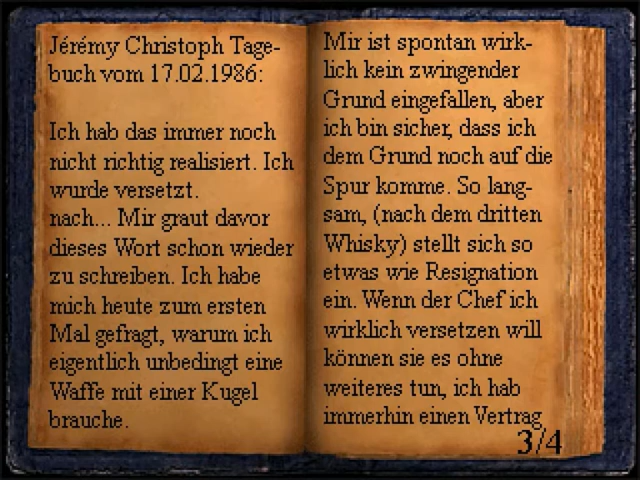 Jérémy Christoph Tage-
buch vom 17.02.1986:
Ich hab das immer noch
nicht richtig realisiert. Ich
wurde versetzt.
nach... Mir graut davor
dieses Wort schon wieder
zu schreiben. Ich habe
mich heute zum ersten
Mal gefragt, warum ich
eigentlich unbedingt eine
Waffe mit einer Kugel
brauche.
Mir ist spontan wirk-
lich kein zwingender
Grund eingefallen, aber
ich bin sicher, dass ich
dem Grund noch auf die
Spur komme. So lang-
sam, (nach dem dritten
Whisky) stellt sich so
etwas wie Resignation
ein. Wenn der Chef ich
wirklich versetzen will
können sie es ohne
weiteres tun, ich hab
immerhin einen Vertrag
3/4